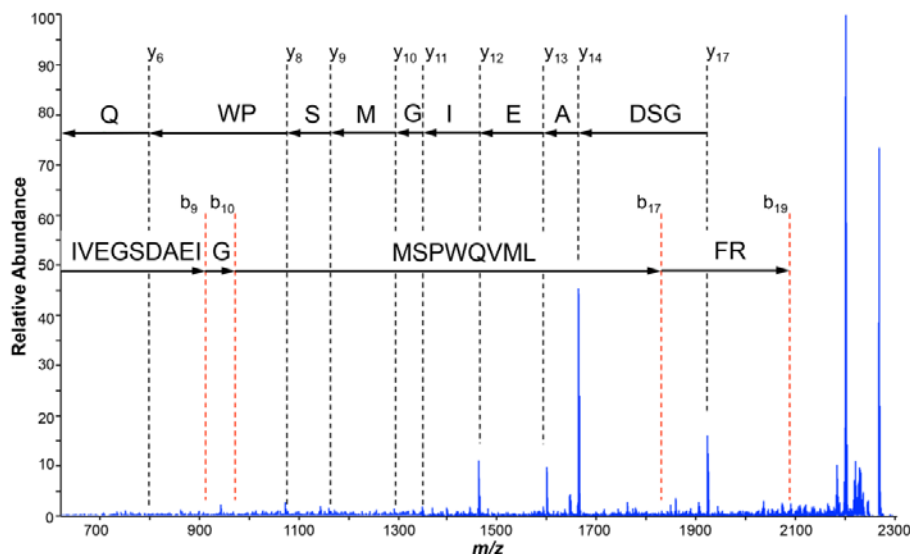 100
90
80
70
60
50
40
30
20
10
0
Relative Abundance
y6 y8 y9 y10 y11 y12 y13 y14 y17
Q WP S M G I E A DSG
b9 b10 b17 b19
IVEGSDAEI G MSPWQVML FR
700 900 1100 1300 1500 1700 1900 2100 2300
m/z